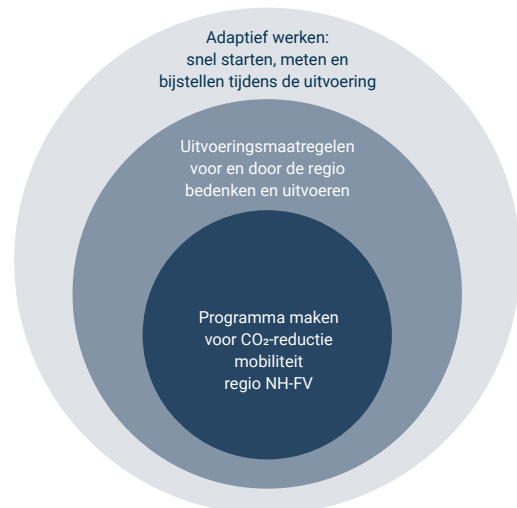 Adaptief werken:
snel starten, meten en
bijstellen tijdens de uitvoering
Uitvoeringsmaatregelen
voor en door de regio
bedenken en uitvoeren
Programma maken
voor CO₂-reductie
mobiliteit
regio NH-FV